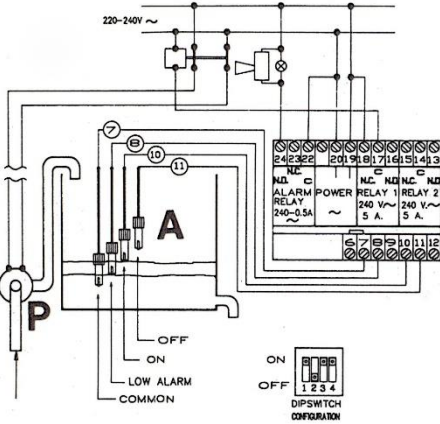 220-240V ~
7
8
10
11
24 23 22 20 19 18 17 16 15 14 13
N.C. C N.C. C N.C. C
N.O. N.O. N.O.
ALARM POWER RELAY 1 RELAY 2
RELAY ~ 240 V~ 240 V.~
240-0.5A 5 A. 5 A.
~
6 7 8 9 10 11 12
A
P
OFF
ON
LOW ALARM
COMMON
ON
OFF
1 2 3 4
DIPSWITCH
CONFIGURATION